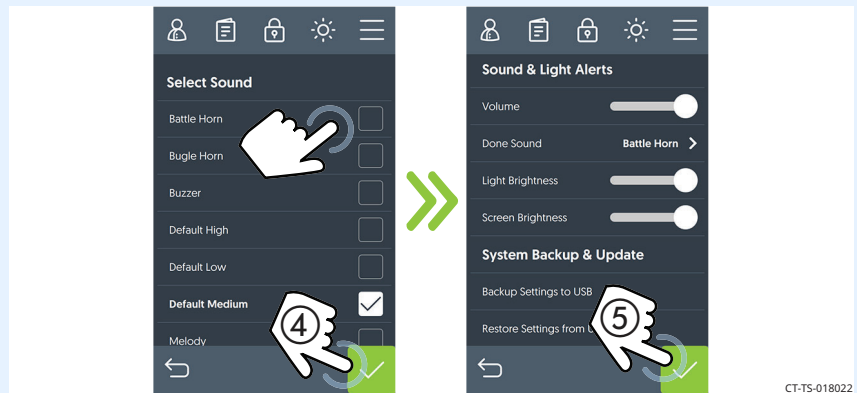 Select Sound
Battle Horn
Bugle Horn
Buzzer
Default High
Default Low
Default Medium
Melody
4
Sound & Light Alerts
Volume
Done Sound Battle Horn
Light Brightness
Screen Brightness
System Backup & Update
Backup Settings to USB
Restore Settings from
5
CT-TS-018022